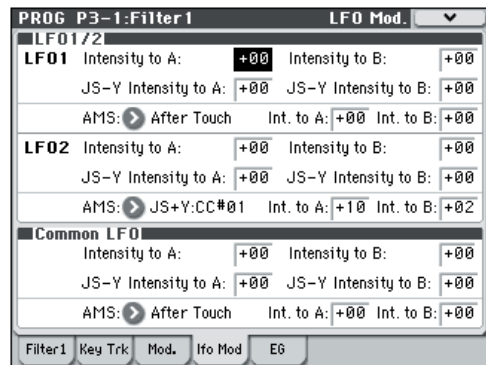 PROG P3-1:Filter1 LFO Mod.
LFO1/2
LFO1 Intensity to A: +00 Intensity to B: +00
JS-Y Intensity to A: +00 JS-Y Intensity to B: +00
AMS: After Touch Int. to A: +00 Int. to B: +00
LFO2 Intensity to A: +00 Intensity to B: +00
JS-Y Intensity to A: +00 JS-Y Intensity to B: +00
AMS: JS+Y:CC#01 Int. to A: +10 Int. to B: +02
Common LFO
Intensity to A: +00 Intensity to B: +00
JS-Y Intensity to A: +00 JS-Y Intensity to B: +00
AMS: After Touch Int. to A: +00 Int. to B: +00
Filter1 Key Trk Mod. lfo Mod EG